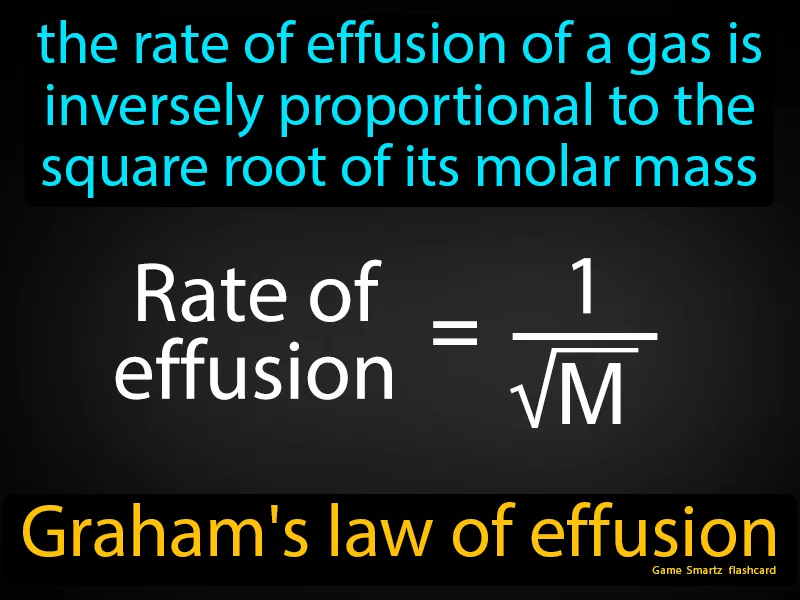 the rate of effusion of a gas is
inversely proportional to the
square root of its molar mass
Rate of
effusion
=
1
√M
Graham's law of effusion
Game Smartz flashcard